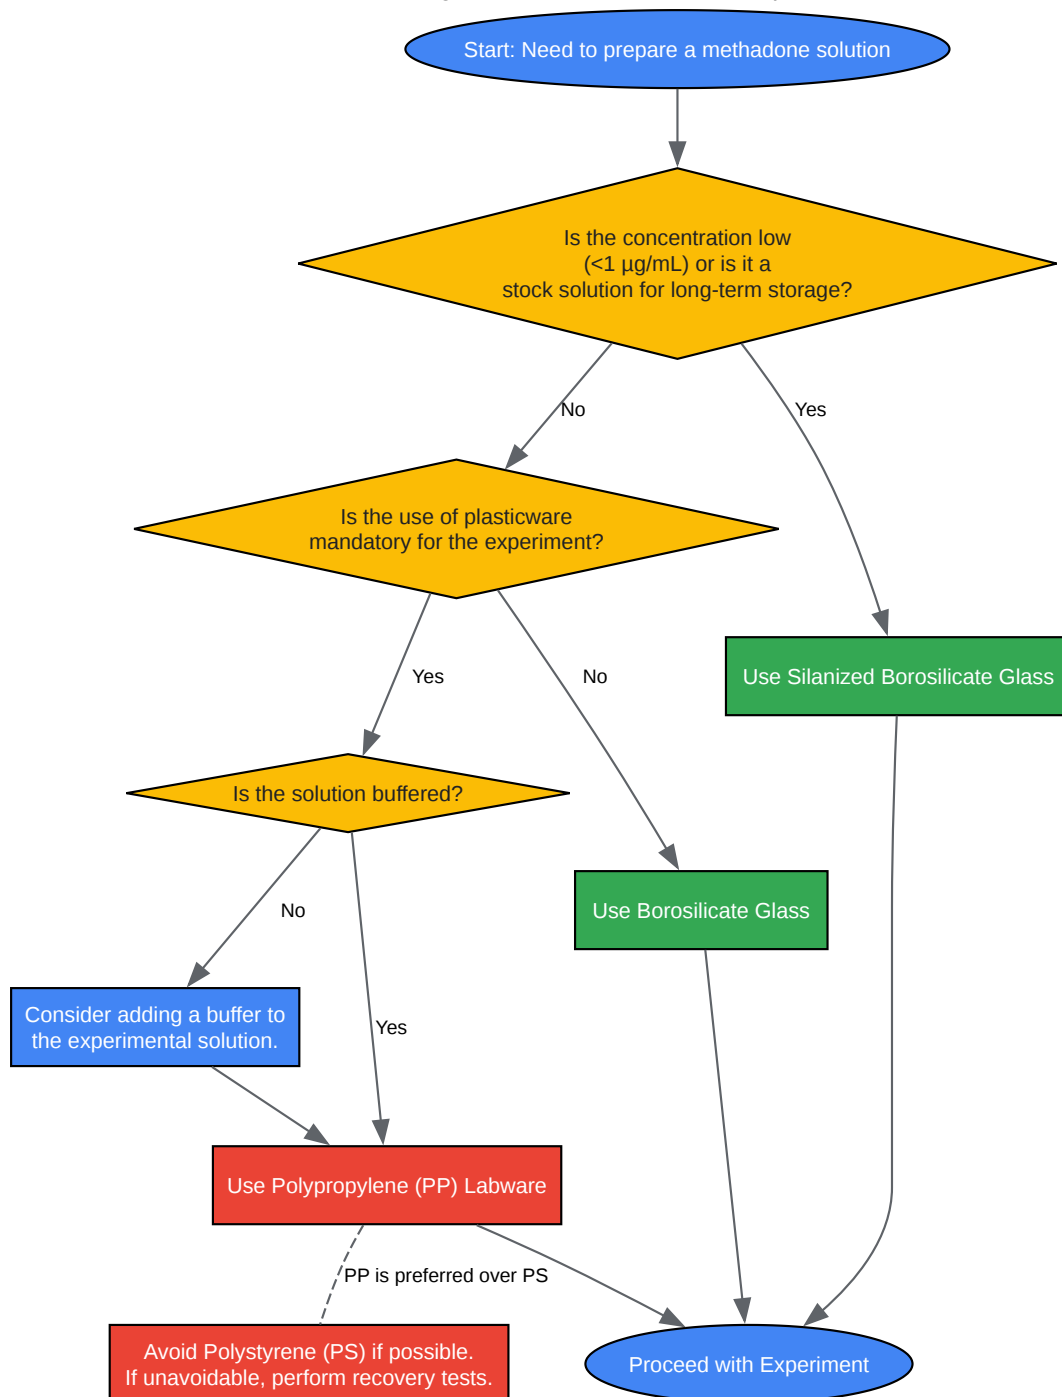 Start: Need to prepare a methadone solution
Is the concentration low
(<1 µg/mL) or is it a
stock solution for long-term storage?
No
Yes
Is the use of plasticware
mandatory for the experiment?
Yes
No
Use Silanized Borosilicate Glass
Is the solution buffered?
No
Use Borosilicate Glass
Consider adding a buffer to
the experimental solution.
Yes
Use Polypropylene (PP) Labware
PP is preferred over PS
Avoid Polystyrene (PS) if possible.
If unavoidable, perform recovery tests.
Proceed with Experiment